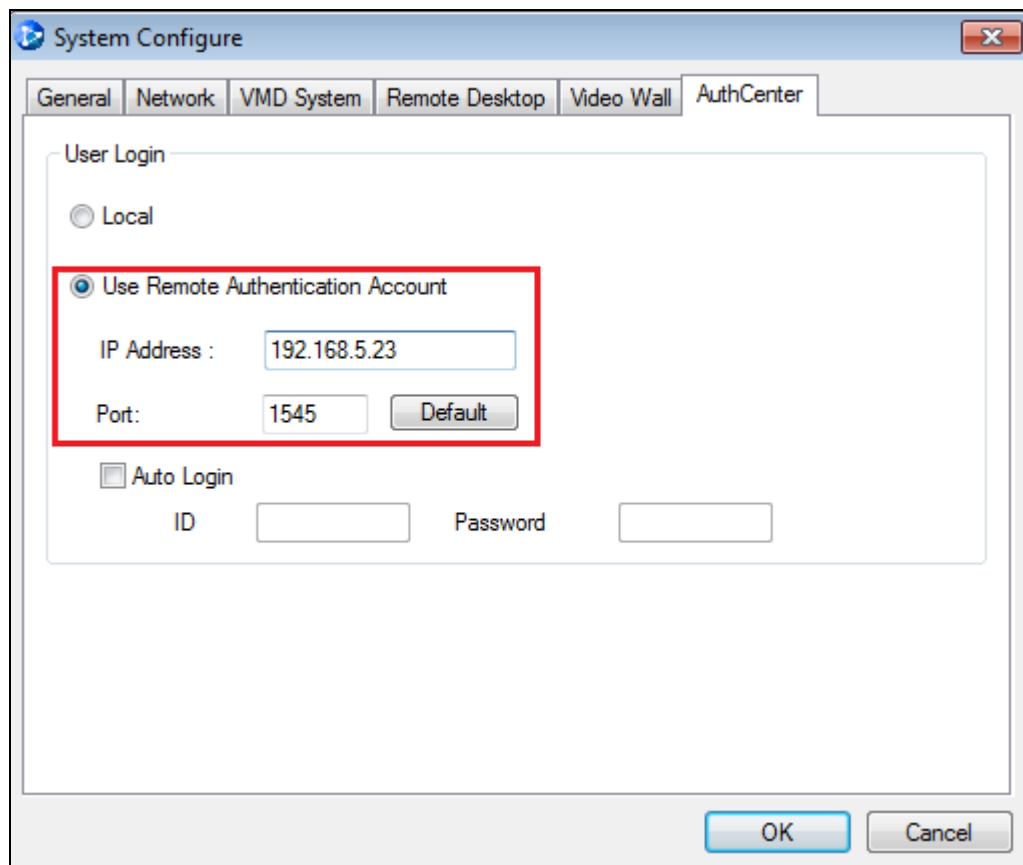 System Configure
General Network VMD System Remote Desktop Video Wall AuthCenter
User Login
Local
Use Remote Authentication Account
IP Address : 192.168.5.23
Port: 1545 Default
Auto Login
ID Password
OK Cancel